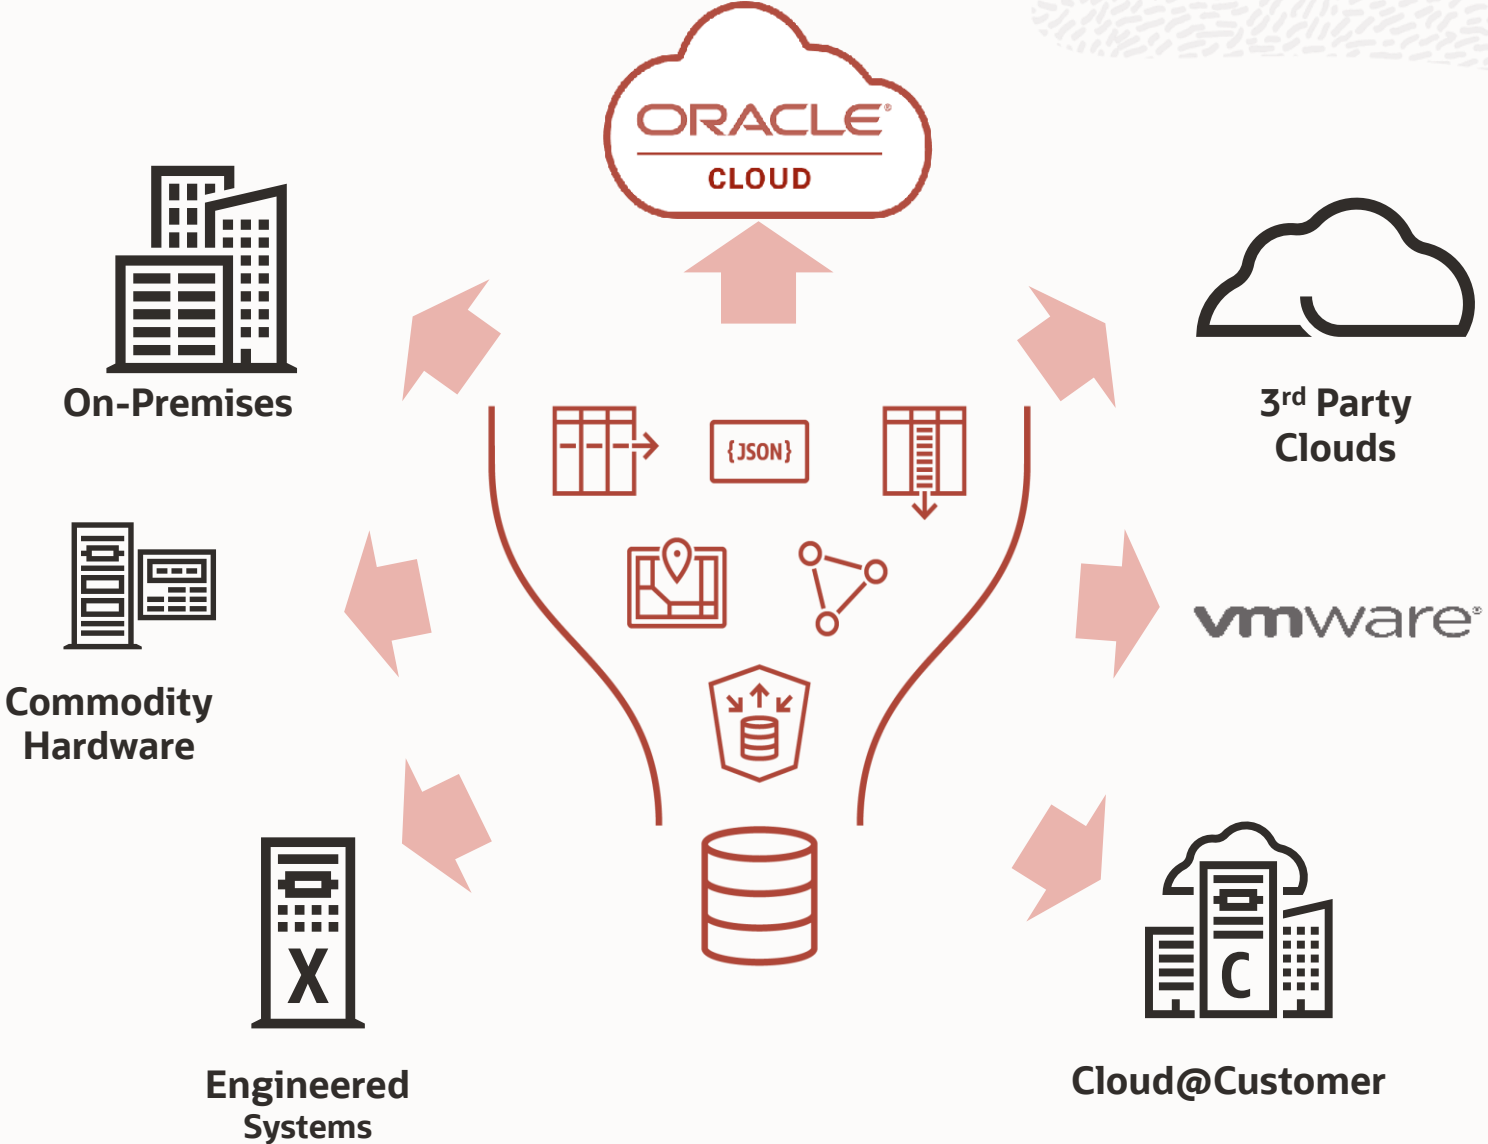 ORACLE®
CLOUD
On-Premises
3rd Party
Clouds
{JSON}
Commodity
Hardware
vmware®
X
Engineered
Systems
C
Cloud@Customer